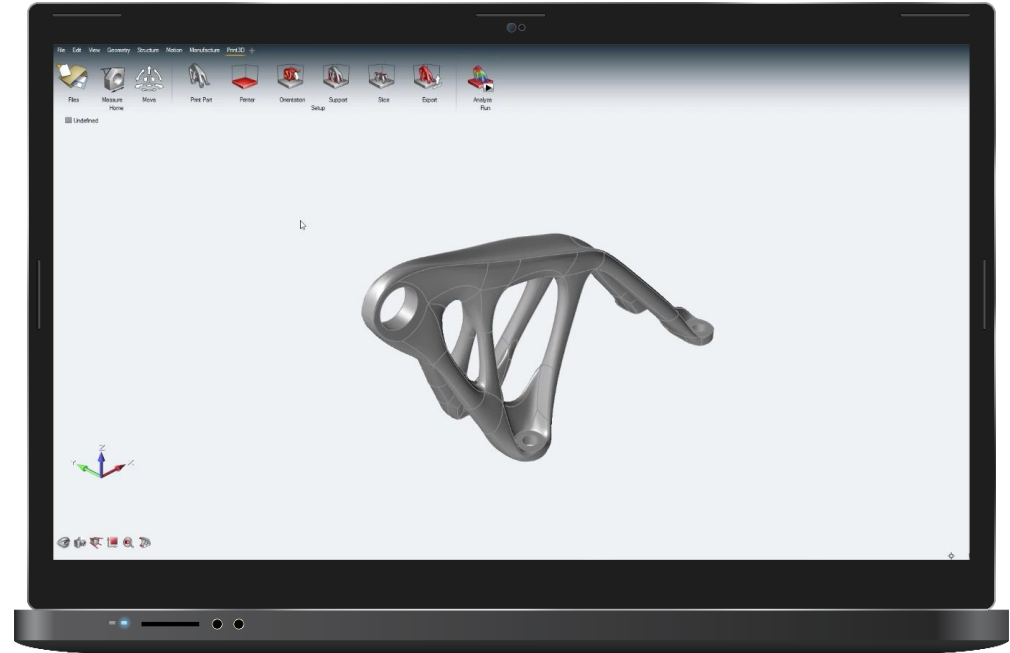 File Edit View Geometry Structure Motion Manufacture Print3D +
Files Measure Move Print Part Printer Orientation Support Slice Export Analyze
Home Setup Run
Undefined
Z
Y X